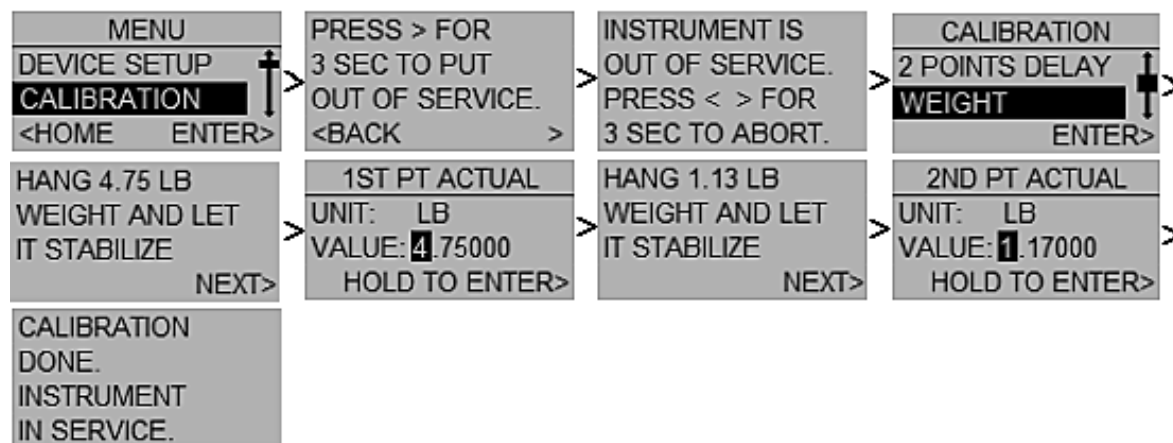 MENU
DEVICE SETUP
CALIBRATION
<HOME ENTER>
>
PRESS > FOR
3 SEC TO PUT
OUT OF SERVICE.
<BACK >
>
INSTRUMENT IS
OUT OF SERVICE.
PRESS < > FOR
3 SEC TO ABORT.
>
CALIBRATION
2 POINTS DELAY
WEIGHT
ENTER>
>
HANG 4.75 LB
WEIGHT AND LET
IT STABILIZE
NEXT>
>
1ST PT ACTUAL
UNIT: LB
VALUE: 4.75000
HOLD TO ENTER>
>
HANG 1.13 LB
WEIGHT AND LET
IT STABILIZE
NEXT>
>
2ND PT ACTUAL
UNIT: LB
VALUE: 1.17000
HOLD TO ENTER>
>
CALIBRATION
DONE.
INSTRUMENT
IN SERVICE.